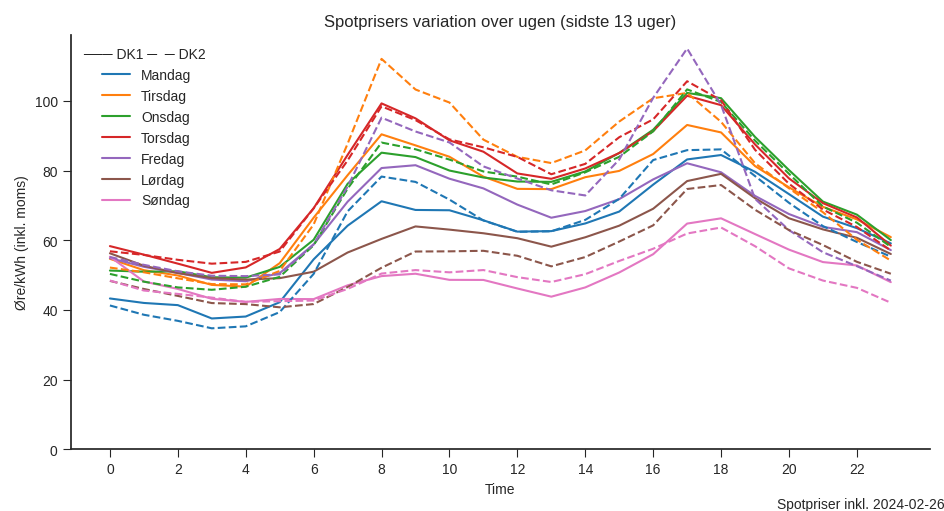 Spotprisers variation over ugen (sidste 13 uger)
DK1 DK2
Mandag
Tirsdag
Onsdag
Torsdag
Fredag
Lørdag
Søndag
Øre/kWh (inkl. moms)
100
80
60
40
20
0
0 2 4 6 8 10 12 14 16 18 20 22
Time
Spotpriser inkl. 2024-02-26